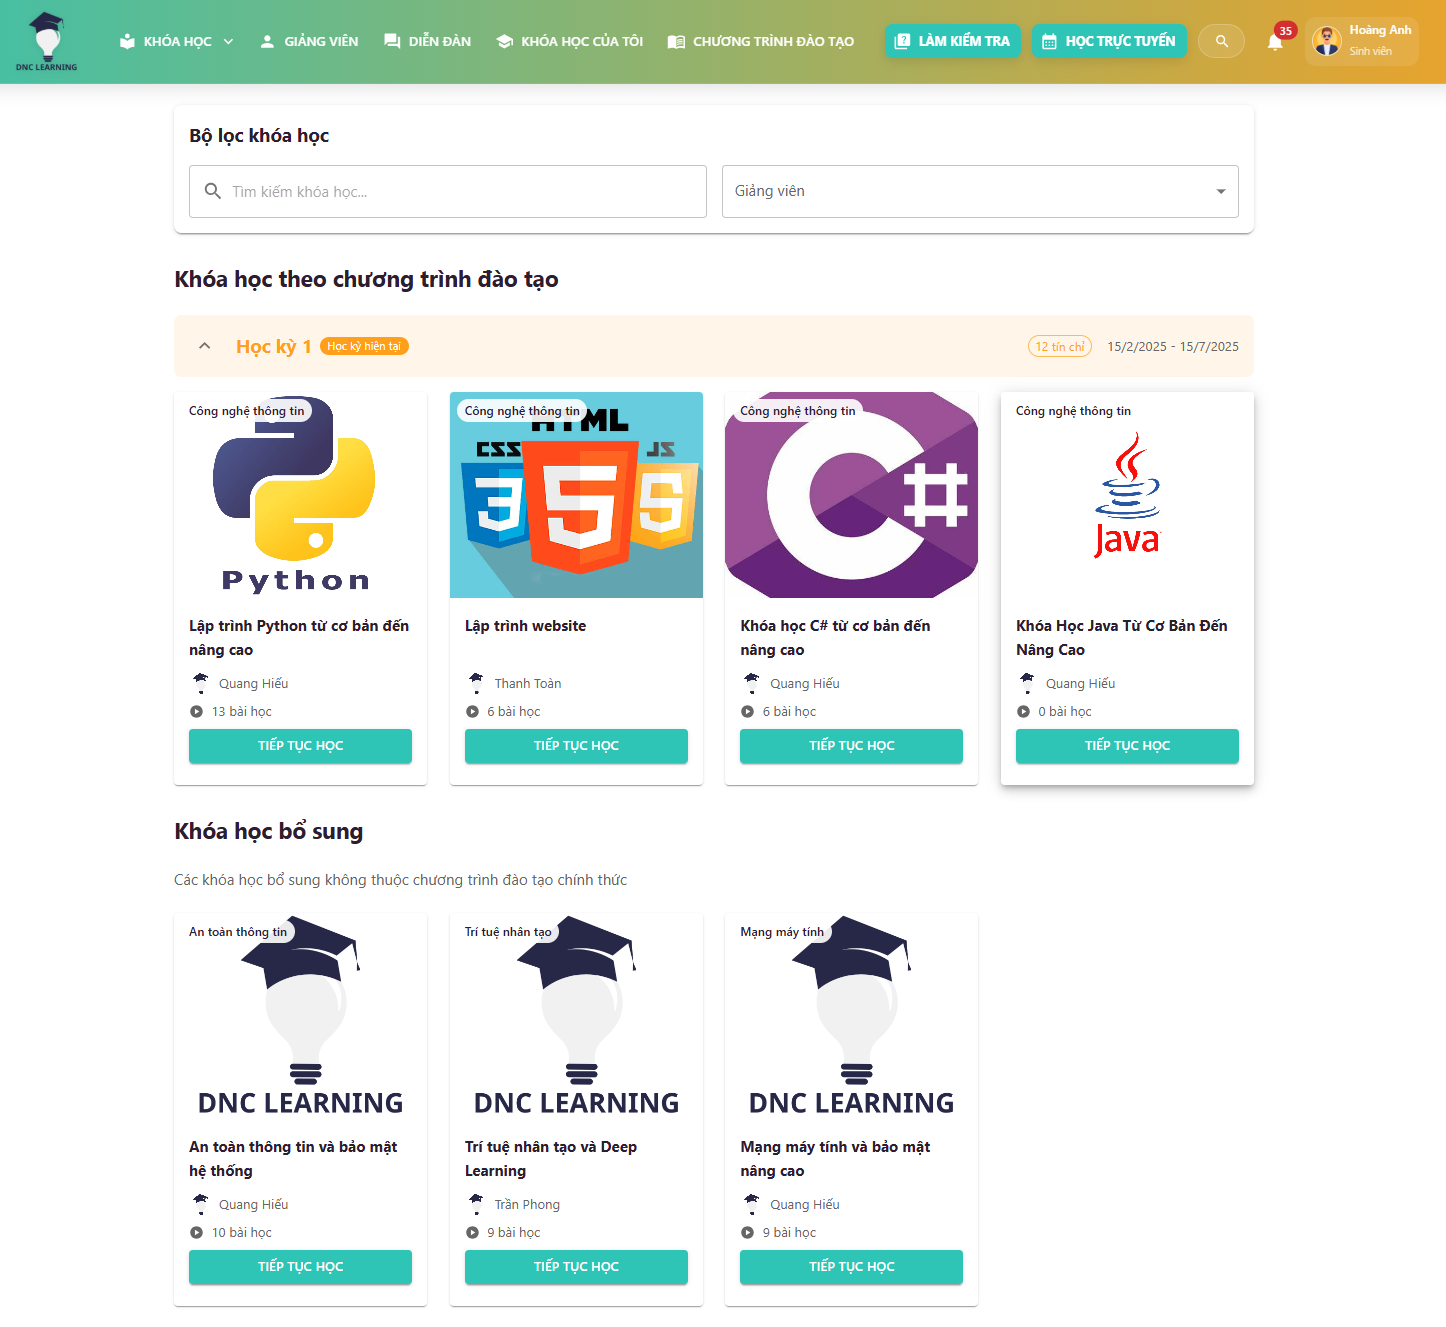 DNC LEARNING
KHÓA HỌC
GIẢNG VIÊN
DIỄN ĐÀN
KHÓA HỌC CỦA TÔI
CHƯƠNG TRÌNH ĐÀO TẠO
LÀM KIỂM TRA
HỌC TRỰC TUYẾN
35
Hoàng Anh
Sinh viên
Bộ lọc khóa học
Tìm kiếm khóa học...
Giảng viên
Khóa học theo chương trình đào tạo
Học kỳ 1
Học kỳ hiện tại
12 tín chỉ
15/2/2025 - 15/7/2025
Công nghệ thông tin
Python
Lập trình Python từ cơ bản đến
nâng cao
Quang Hiếu
13 bài học
TIẾP TỤC HỌC
Công nghệ thông tin
HTML
CSS
JS
3
5
5
Lập trình website
Thanh Toàn
6 bài học
TIẾP TỤC HỌC
Công nghệ thông tin
C#
Khóa học C# từ cơ bản đến
nâng cao
Quang Hiếu
6 bài học
TIẾP TỤC HỌC
Công nghệ thông tin
Java
Khóa Học Java Từ Cơ Bản Đến
Nâng Cao
Quang Hiếu
0 bài học
TIẾP TỤC HỌC
Khóa học bổ sung
Các khóa học bổ sung không thuộc chương trình đào tạo chính thức
An toàn thông tin
DNC LEARNING
An toàn thông tin và bảo mật
hệ thống
Quang Hiếu
10 bài học
TIẾP TỤC HỌC
Trí tuệ nhân tạo
DNC LEARNING
Trí tuệ nhân tạo và Deep
Learning
Trần Phong
9 bài học
TIẾP TỤC HỌC
Mạng máy tính
DNC LEARNING
Mạng máy tính và bảo mật
nâng cao
Quang Hiếu
9 bài học
TIẾP TỤC HỌC